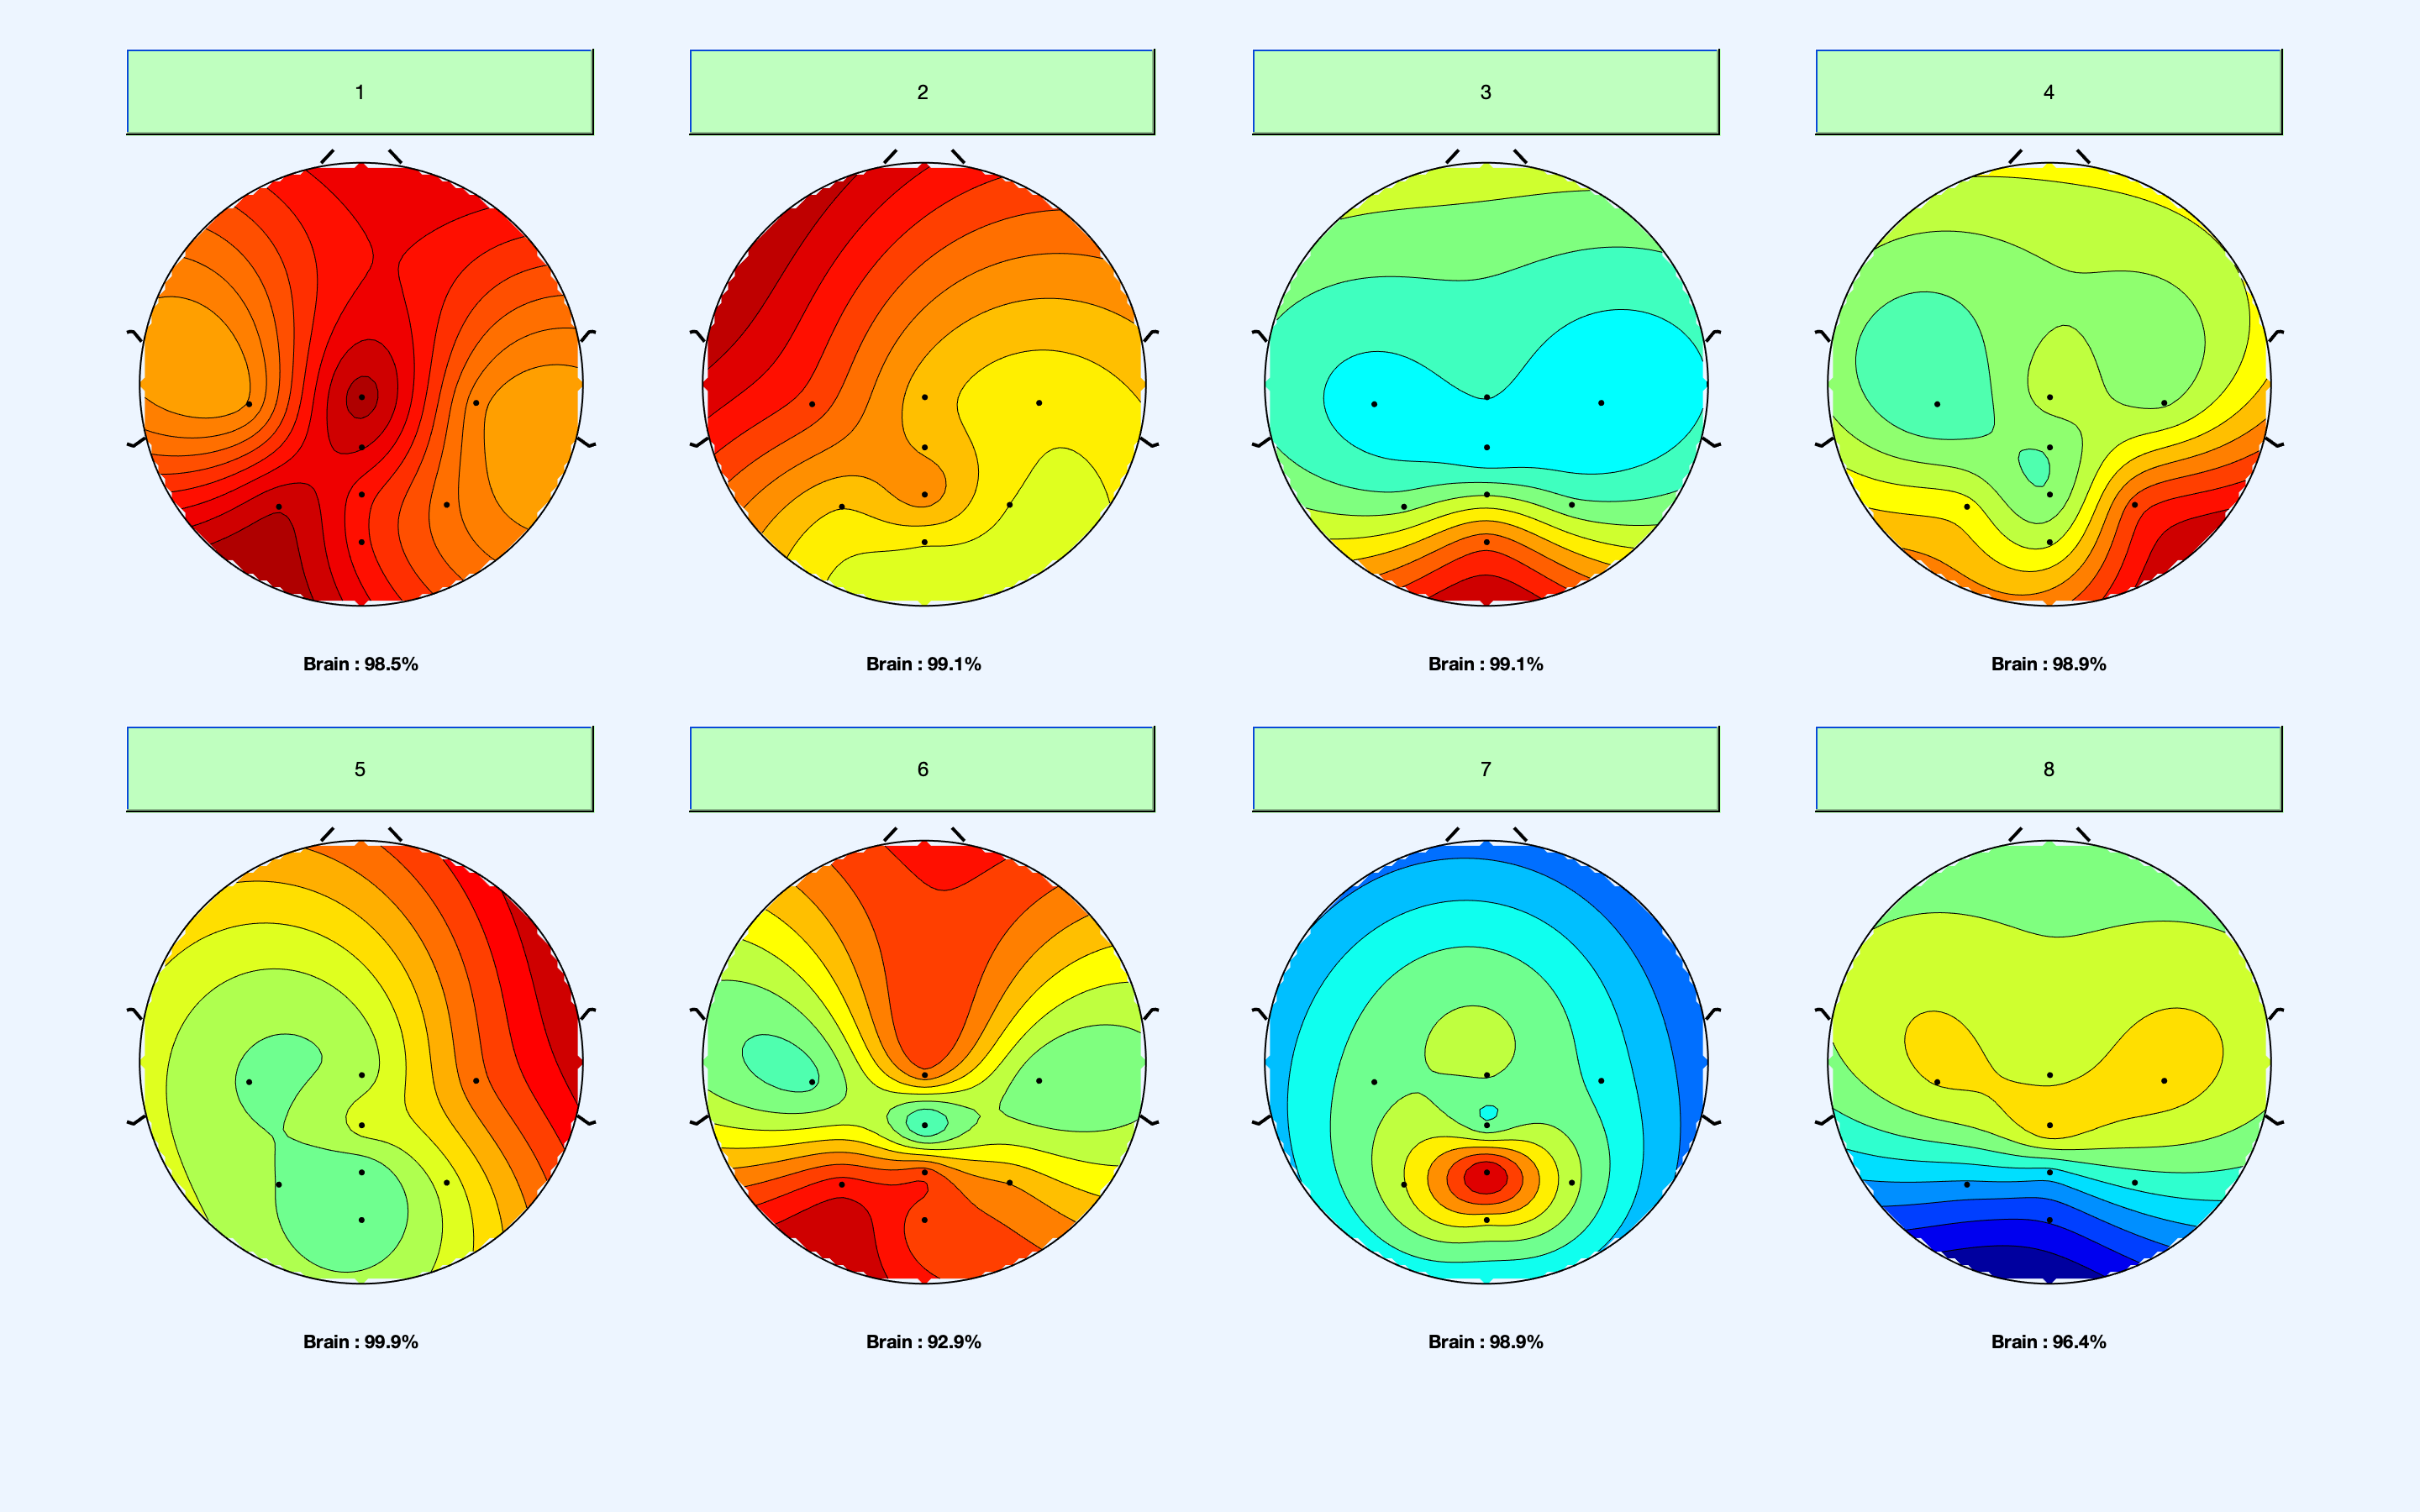 1
2
3
4
Brain : 98.5%
Brain : 99.1%
Brain : 99.1%
Brain : 98.9%
5
6
7
8
Brain : 99.9%
Brain : 92.9%
Brain : 98.9%
Brain : 96.4%